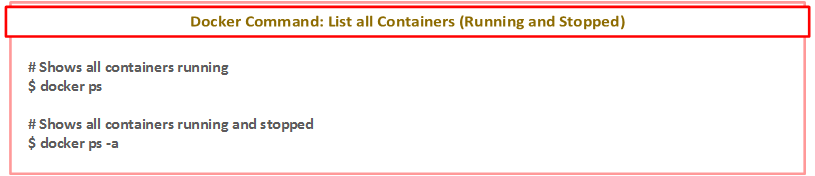 Docker Command: List all Containers (Running and Stopped)
# Shows all containers running
$ docker ps
# Shows all containers running and stopped
$ docker ps -a